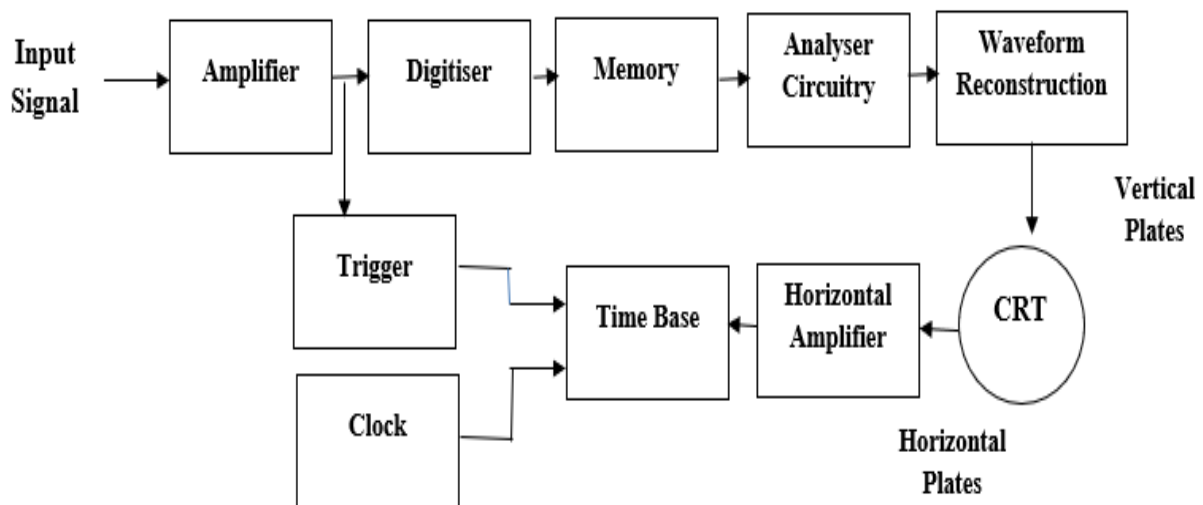 Input
Signal
Amplifier
Digitiser
Memory
Analyser
Circuitry
Waveform
Reconstruction
Vertical
Plates
Trigger
Time Base
Horizontal
Amplifier
CRT
Clock
Horizontal
Plates